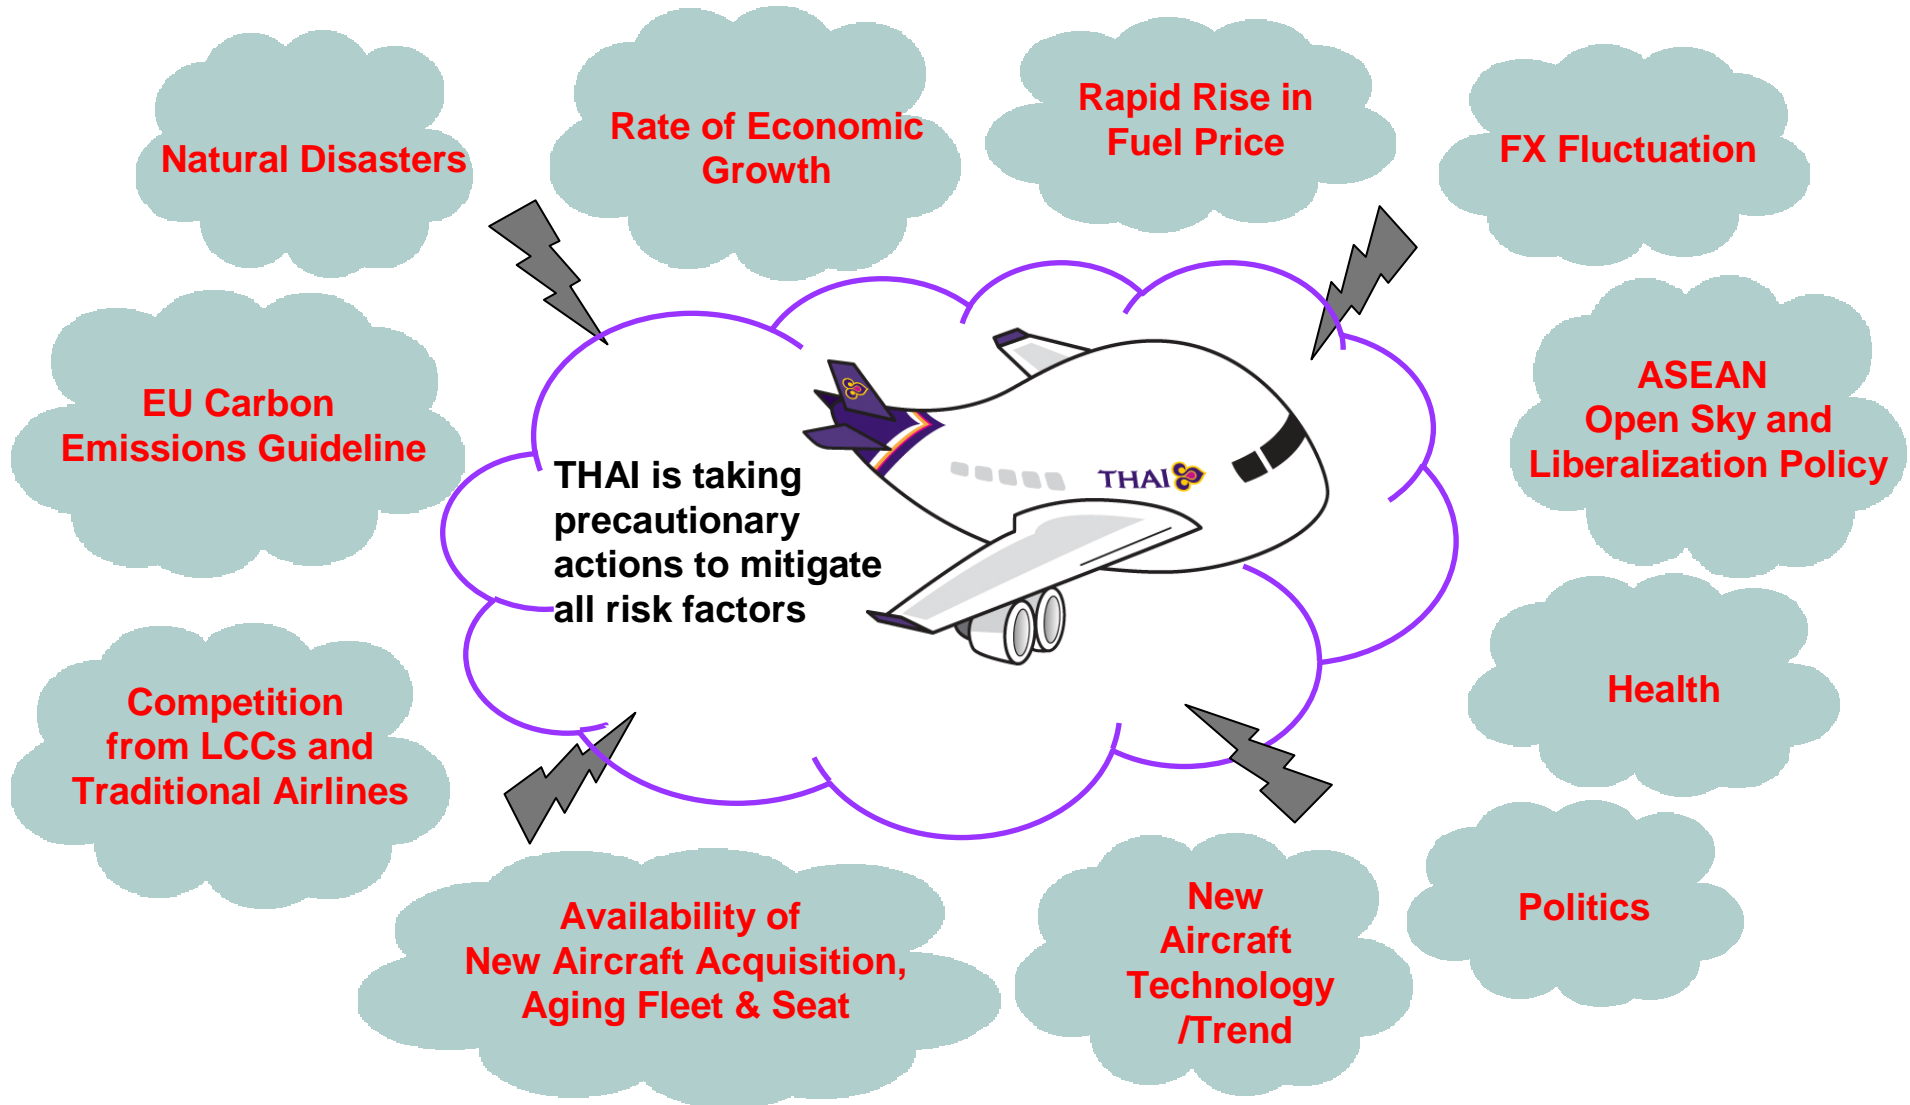 Natural Disasters
Rate of Economic
Growth
Rapid Rise in
Fuel Price
FX Fluctuation
EU Carbon
Emissions Guideline
THAI is taking
precautionary
actions to mitigate
all risk factors
THAI
ASEAN
Open Sky and
Liberalization Policy
Competition
from LCCs and
Traditional Airlines
Health
Availability of
New Aircraft Acquisition,
Aging Fleet & Seat
New
Aircraft
Technology
/Trend
Politics